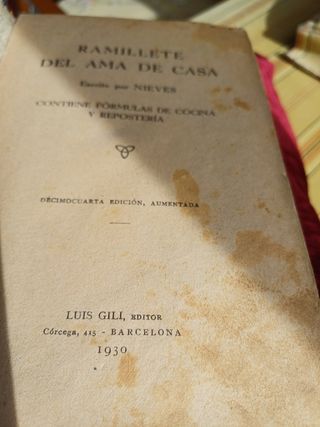 RAMILLETE
DEL AMA DE CASA
Escrito por NIEVES
CONTIENE FÓRMULAS DE COCINA
Y REPOSTERÍA
DÉCIMOCUARTA EDICIÓN, AUMENTADA
LUIS GILI, EDITOR
Córcega, 415 - BARCELONA
1930